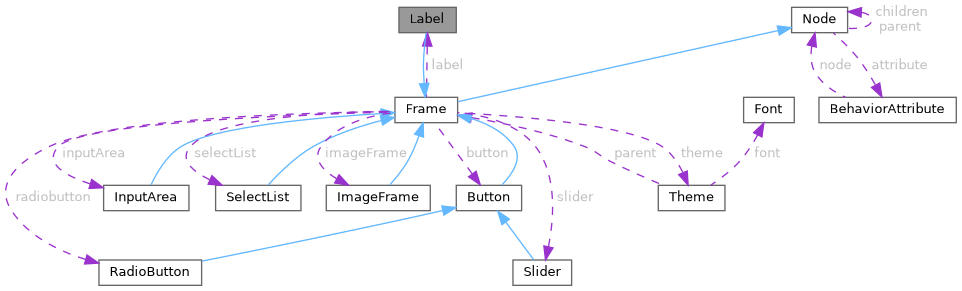 Label
Node
children
parent
label
node
attribute
Frame
Font
BehaviorAttribute
inputArea
selectList
imageFrame
button
parent
theme
font
radiobutton
InputArea
SelectList
ImageFrame
Button
slider
Theme
RadioButton
Slider